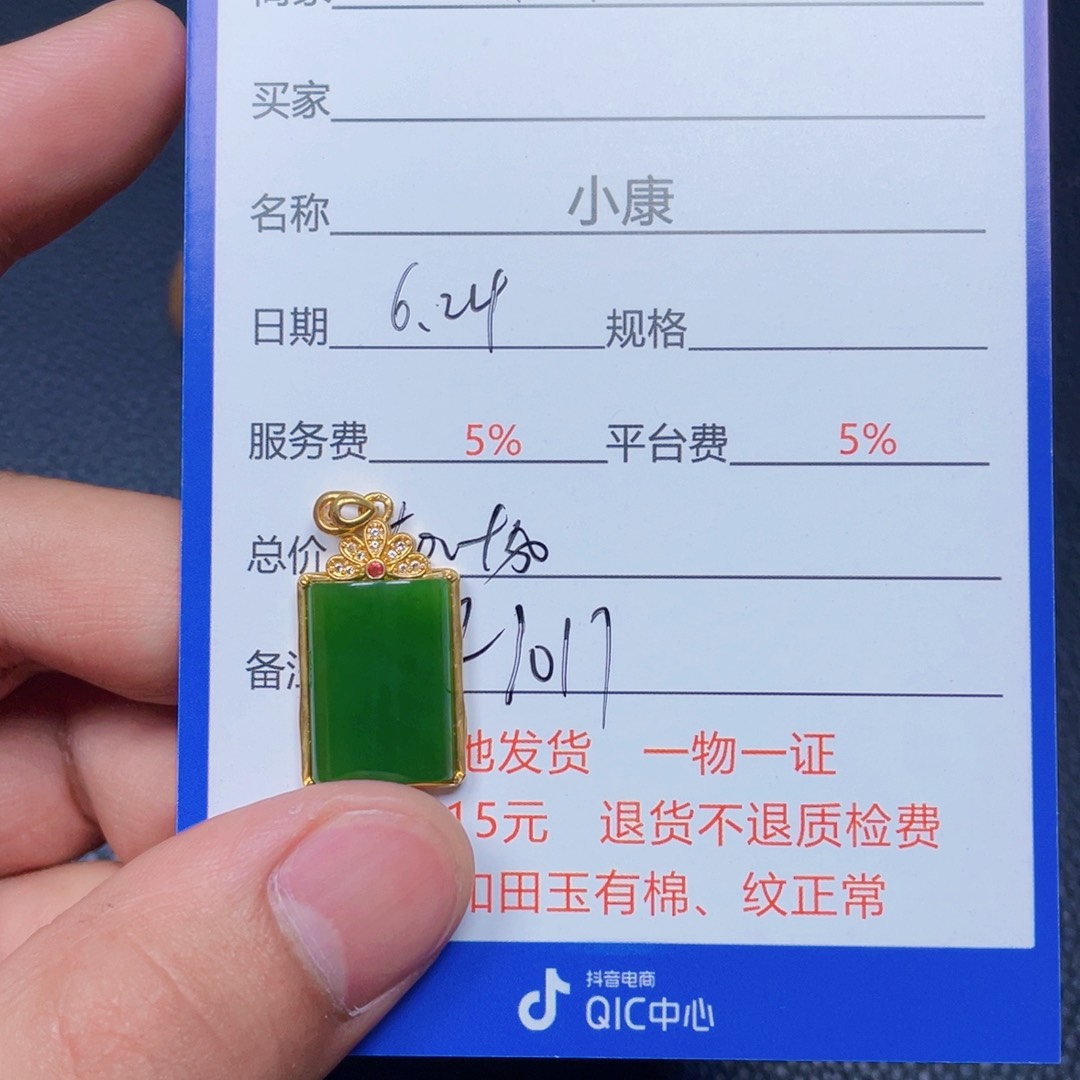 买家
名称 小康
日期 6.24 规格
服务费 5% 平台费 5%
总价
备注 1017
地发货 一物一证
15元 退货不退质检费
和田玉有棉、纹正常
抖音电商
QIC中心